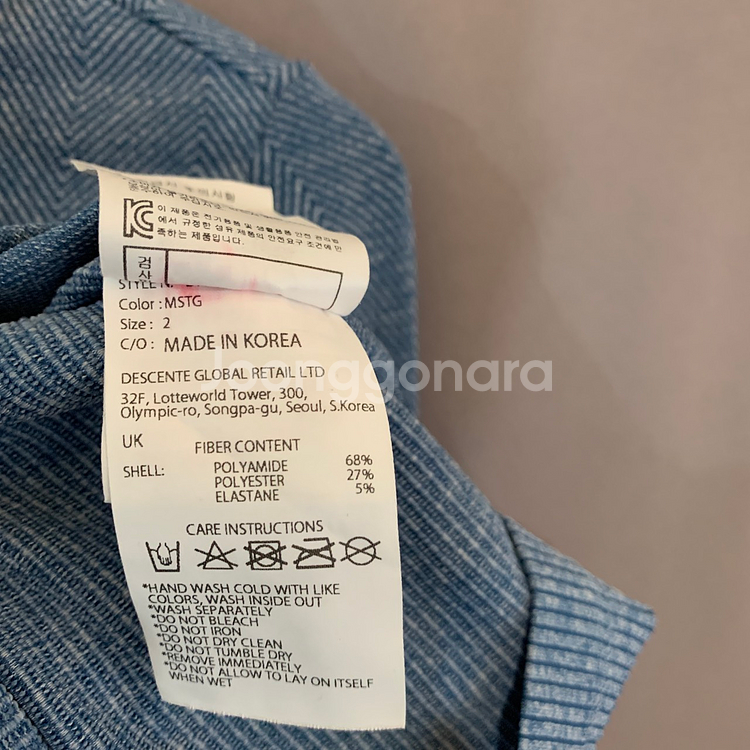 이 제품은 전기용품 및 생활용품 안전 관리법
에서 규정한 섬유 제품의 안전요구 조건에 만
족하는 제품입니다.
검사
Color : MSTG
Size : 2
C/O : MADE IN KOREA
DESCENTE GLOBAL RETAIL LTD
32F, Lotteworld Tower, 300,
Olympic-ro, Songpa-gu, Seoul, S.Korea
Joonggonara
UK
FIBER CONTENT
SHELL: POLYAMIDE 68%
POLYESTER 27%
ELASTANE 5%
CARE INSTRUCTIONS
*HAND WASH COLD WITH LIKE
COLORS, WASH INSIDE OUT
*WASH SEPARATELY
*DO NOT BLEACH
*DO NOT IRON
*DO NOT DRY CLEAN
*DO NOT TUMBLE DRY
*REMOVE IMMEDIATELY
*DO NOT ALLOW TO LAY ON ITSELF
WHEN WET